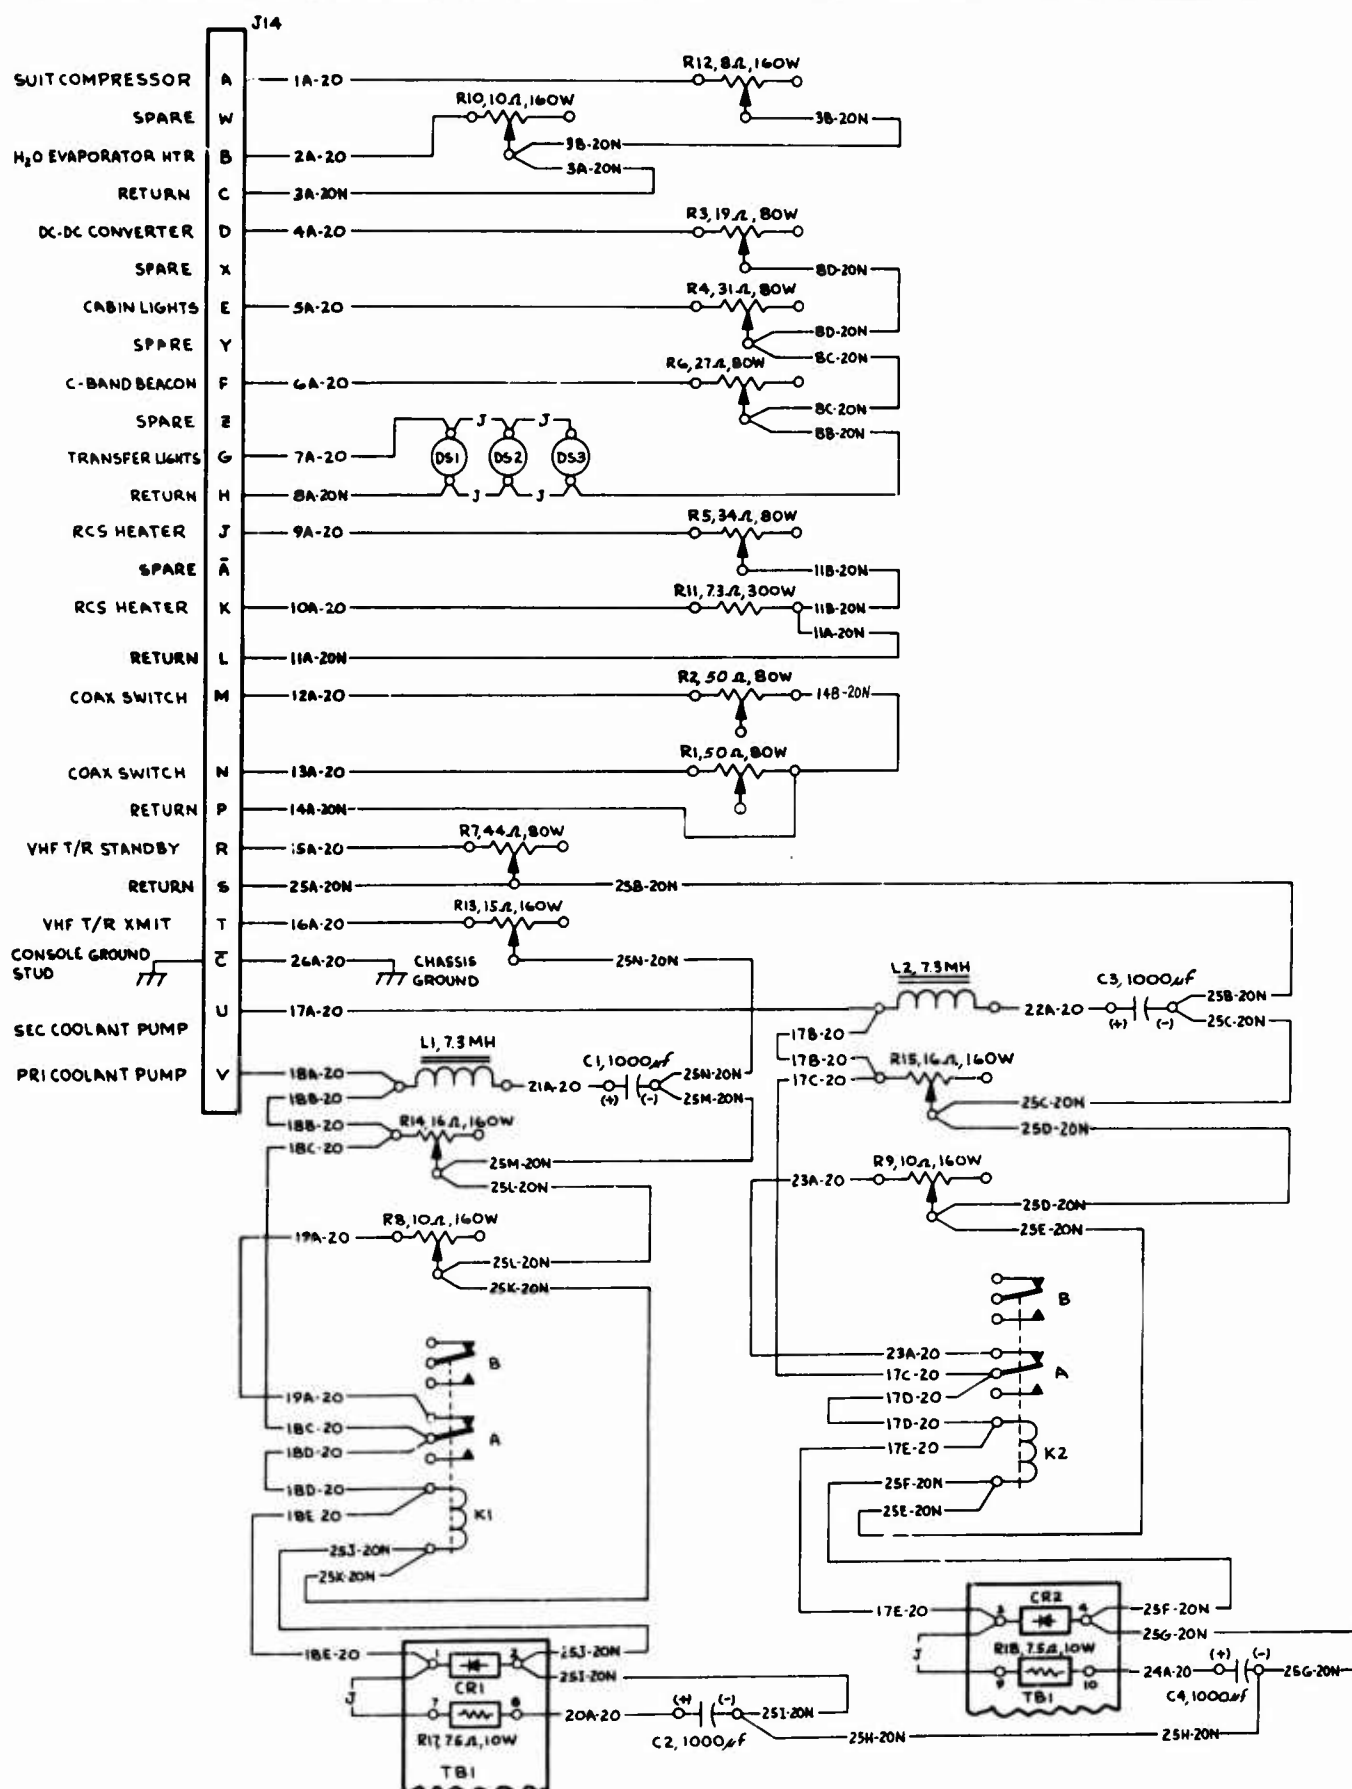 J14
SUIT COMPRESSOR A 1A-20 R12, 8Ω, 160W
SPARE W R10, 10Ω, 160W 3B-20N
3B-20N
H₂O EVAPORATOR HTR B 2A-20
3A-20N
RETURN C 3A-20N
R3, 19Ω, 80W
DC-DC CONVERTER D 4A-20
SPARE X 8D-20N
R4, 31Ω, 80W
CABIN LIGHTS E 5A-20
8D-20N
SPARE Y
8C-20N
R6, 27Ω, 80W
C-BAND BEACON F 6A-20
8C-20N
SPARE Z J J
8B-20N
TRANSFER LIGHTS G 7A-20 DS1 DS2 DS3
RETURN H 8A-20N J J
R5, 34Ω, 80W
RCS HEATER J 9A-20
SPARE Ā 11B-20N
R11, 7.3Ω, 300W
RCS HEATER K 10A-20 11B-20N
11A-20N
RETURN L 11A-20N
R2, 50Ω, 80W
COAX SWITCH M 12A-20 14B-20N
R1, 50Ω, 80W
COAX SWITCH N 13A-20
RETURN P 14A-20N
R7, 44Ω, 80W
VHF T/R STANDBY R 15A-20
RETURN S 25A-20N 25B-20N
R13, 15Ω, 160W
VHF T/R XMIT T 16A-20
CONSOLE GROUND STUD C̄ 26A-20 CHASSIS GROUND 25N-20N
L2, 7.3MH C3, 1000µf
25B-20N
U 17A-20 22A-20 (+) (-)
25C-20N
SEC COOLANT PUMP
17B-20
L1, 7.3MH C1, 1000µf
17B-20 R15, 16Ω, 160W
PRI COOLANT PUMP V 18A-20 25N-20N 17C-20
21A-20 (+) (-)
18B-20 25M-20N 25C-20N
18B-20 R14, 16Ω, 160W 25D-20N
18C-20
25M-20N R9, 10Ω, 160W
25L-20N 23A-20
25D-20N
R8, 10Ω, 160W
19A-20 25E-20N
25L-20N
25K-20N
B
B 23A-20
17C-20 A
19A-20 17D-20
18C-20 A 17D-20
18D-20 17E-20 K2
18D-20 25F-20N
18E-20 K1 25E-20N
25J-20N
25K-20N
CR2
17E-20 3 4 25F-20N
25G-20N
18E-20 1 2 25J-20N J R18, 7.5Ω, 10W (+) (-)
25I-20N
CR1 9 10 24A-20 25G-20N
J TB1 C4, 1000µf
7 8 20A-20 (+) (-) 25I-20N
R17, 7.5Ω, 10W C2, 1000µf 25H-20N 25H-20N
TB1